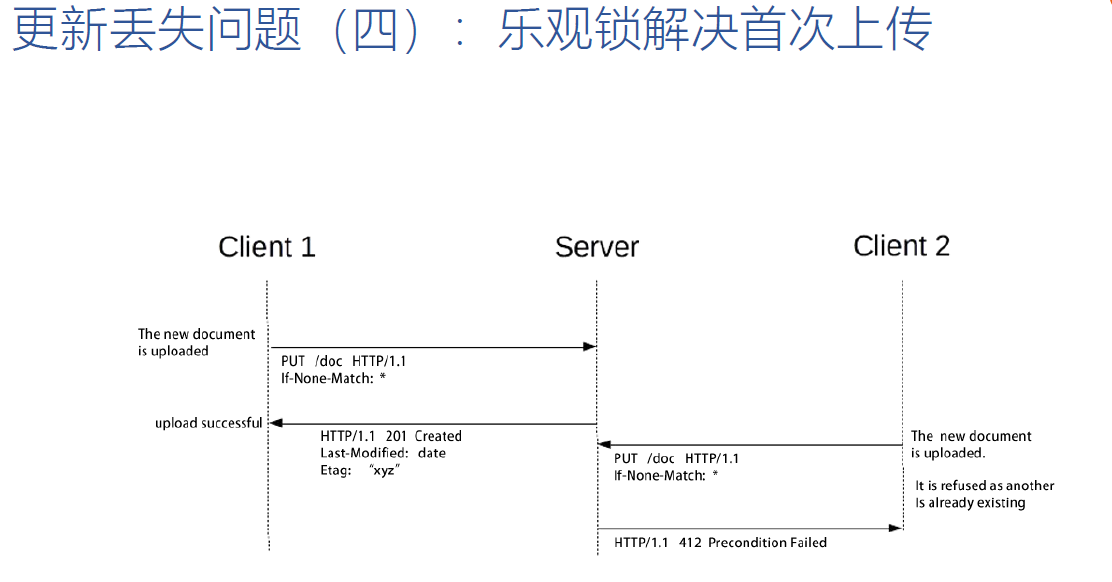 更新丢失问题（四）：乐观锁解决首次上传
Client 1
Server
Client 2
The new document
is uploaded
PUT /doc HTTP/1.1
If-None-Match: *
upload successful
HTTP/1.1 201 Created
Last-Modified: date
Etag: “xyz”
The new document
is uploaded.
PUT /doc HTTP/1.1
If-None-Match: *
It is refused as another
Is already existing
HTTP/1.1 412 Precondition Failed